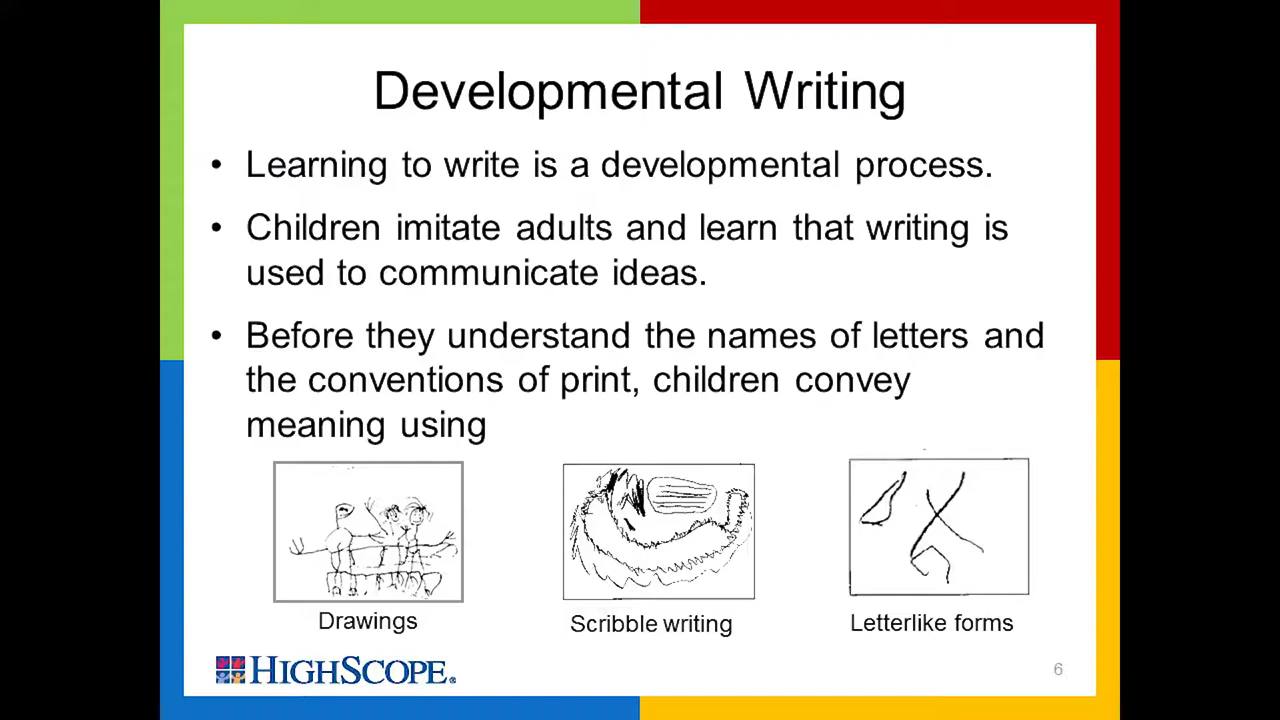 Developmental Writing
• Learning to write is a developmental process.
• Children imitate adults and learn that writing is
used to communicate ideas.
• Before they understand the names of letters and
the conventions of print, children convey
meaning using
Drawings
Scribble writing
Letterlike forms
HIGHSCOPE®
6